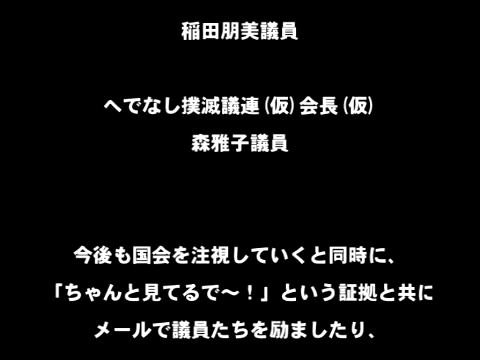 稲田朋美議員
へでなし撲滅議連(仮)会長(仮)
森雅子議員
今後も国会を注視していくと同時に、
「ちゃんと見てるで～！」という証拠と共に
メールで議員たちを励ましたり、